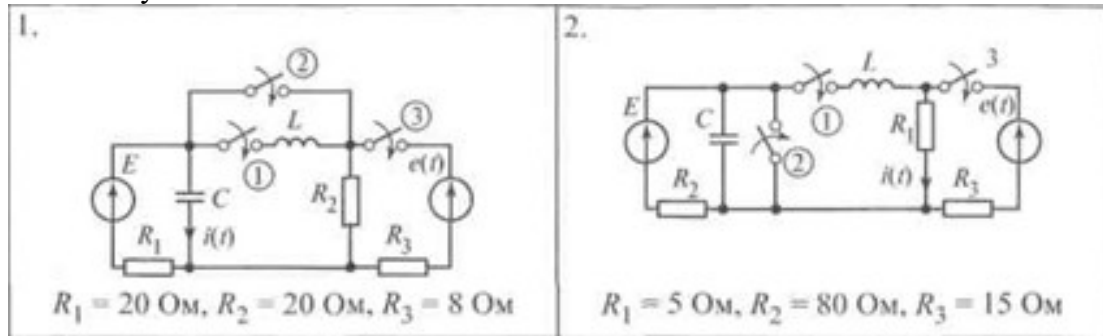 1.
②
L
③
①
E
e(t)
C
R₂
R₁
i(t)
R₃
R₁ = 20 Ом, R₂ = 20 Ом, R₃ = 8 Ом
2.
L
3
E
C
①
R₁
e(t)
②
R₂
i(t)
R₃
R₁ = 5 Ом, R₂ = 80 Ом, R₃ = 15 Ом